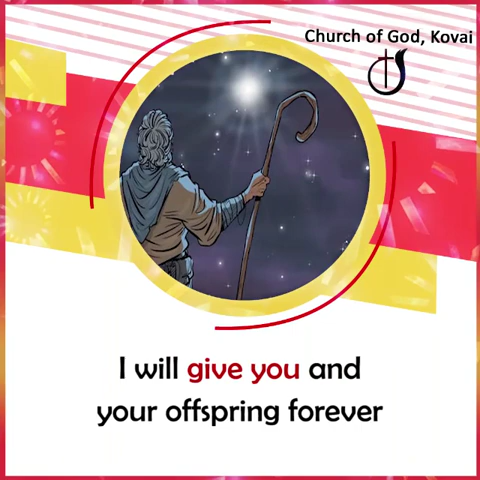 Church of God, Kovai
I will give you and
your offspring forever